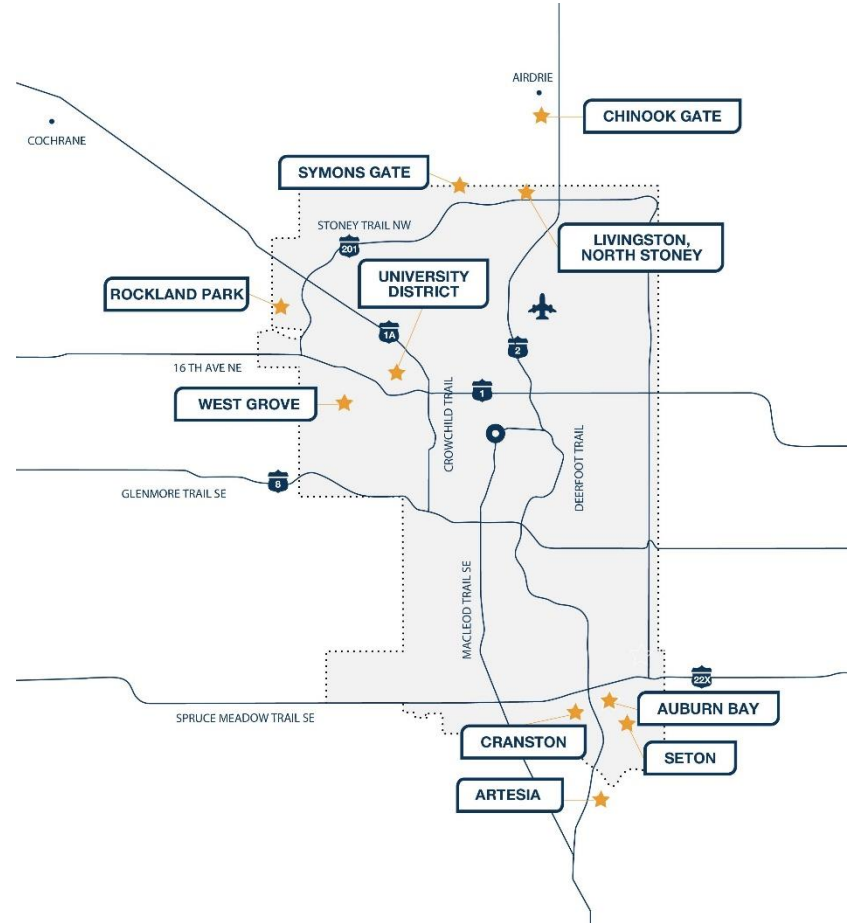 AIRDRIE
CHINOOK GATE
COCHRANE
SYMONS GATE
STONEY TRAIL NW
201
LIVINGSTON,
NORTH STONEY
UNIVERSITY
DISTRICT
ROCKLAND PARK
1A
2
16 TH AVE NE
1
WEST GROVE
CROWCHILD TRAIL
DEERFOOT TRAIL
8
GLENMORE TRAIL SE
MACLEOD TRAIL SE
22X
AUBURN BAY
SPRUCE MEADOW TRAIL SE
CRANSTON
SETON
ARTESIA